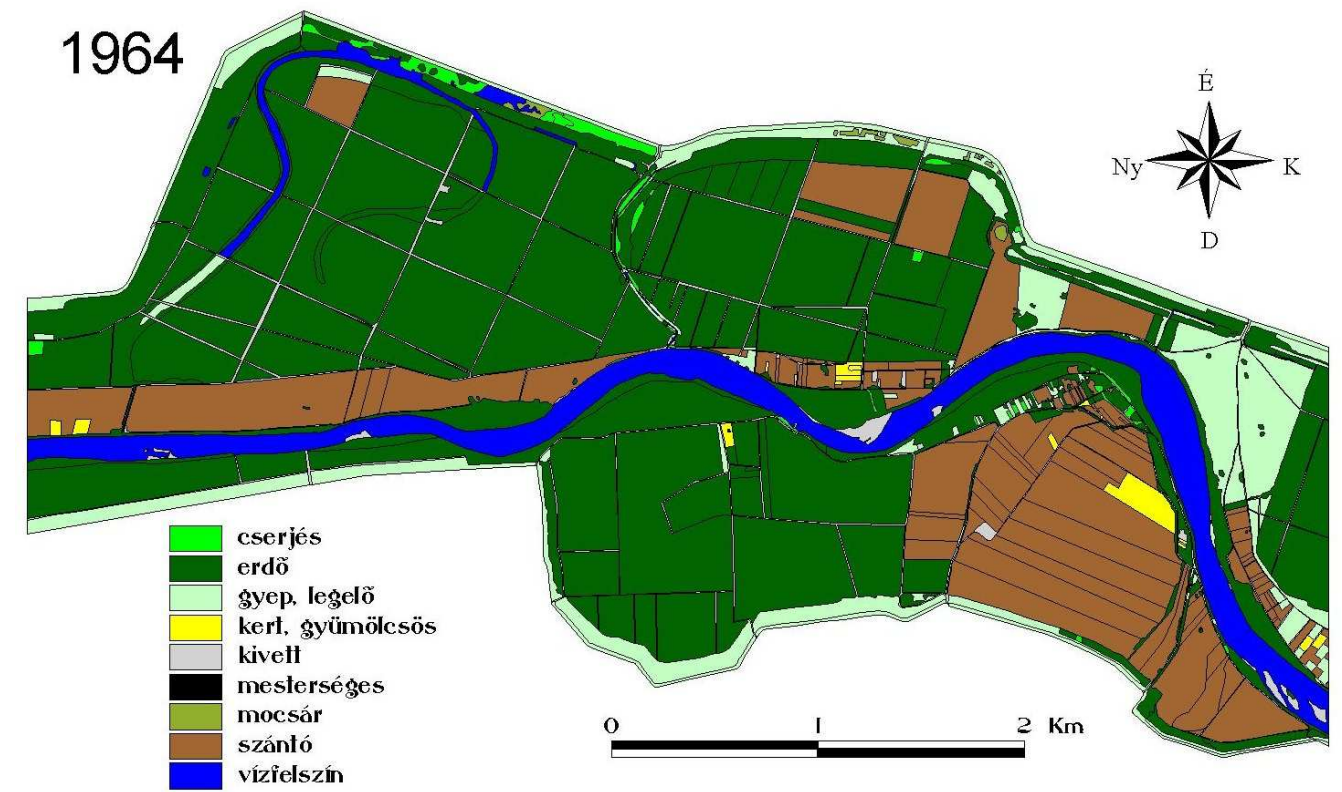 1964
É
Ny K
D
cserjés
erdő
gyep, legelő
kert, gyümölcsös
kivett
mesterséges
mocsár
szántó
vízfelszín
0 1 2 Km